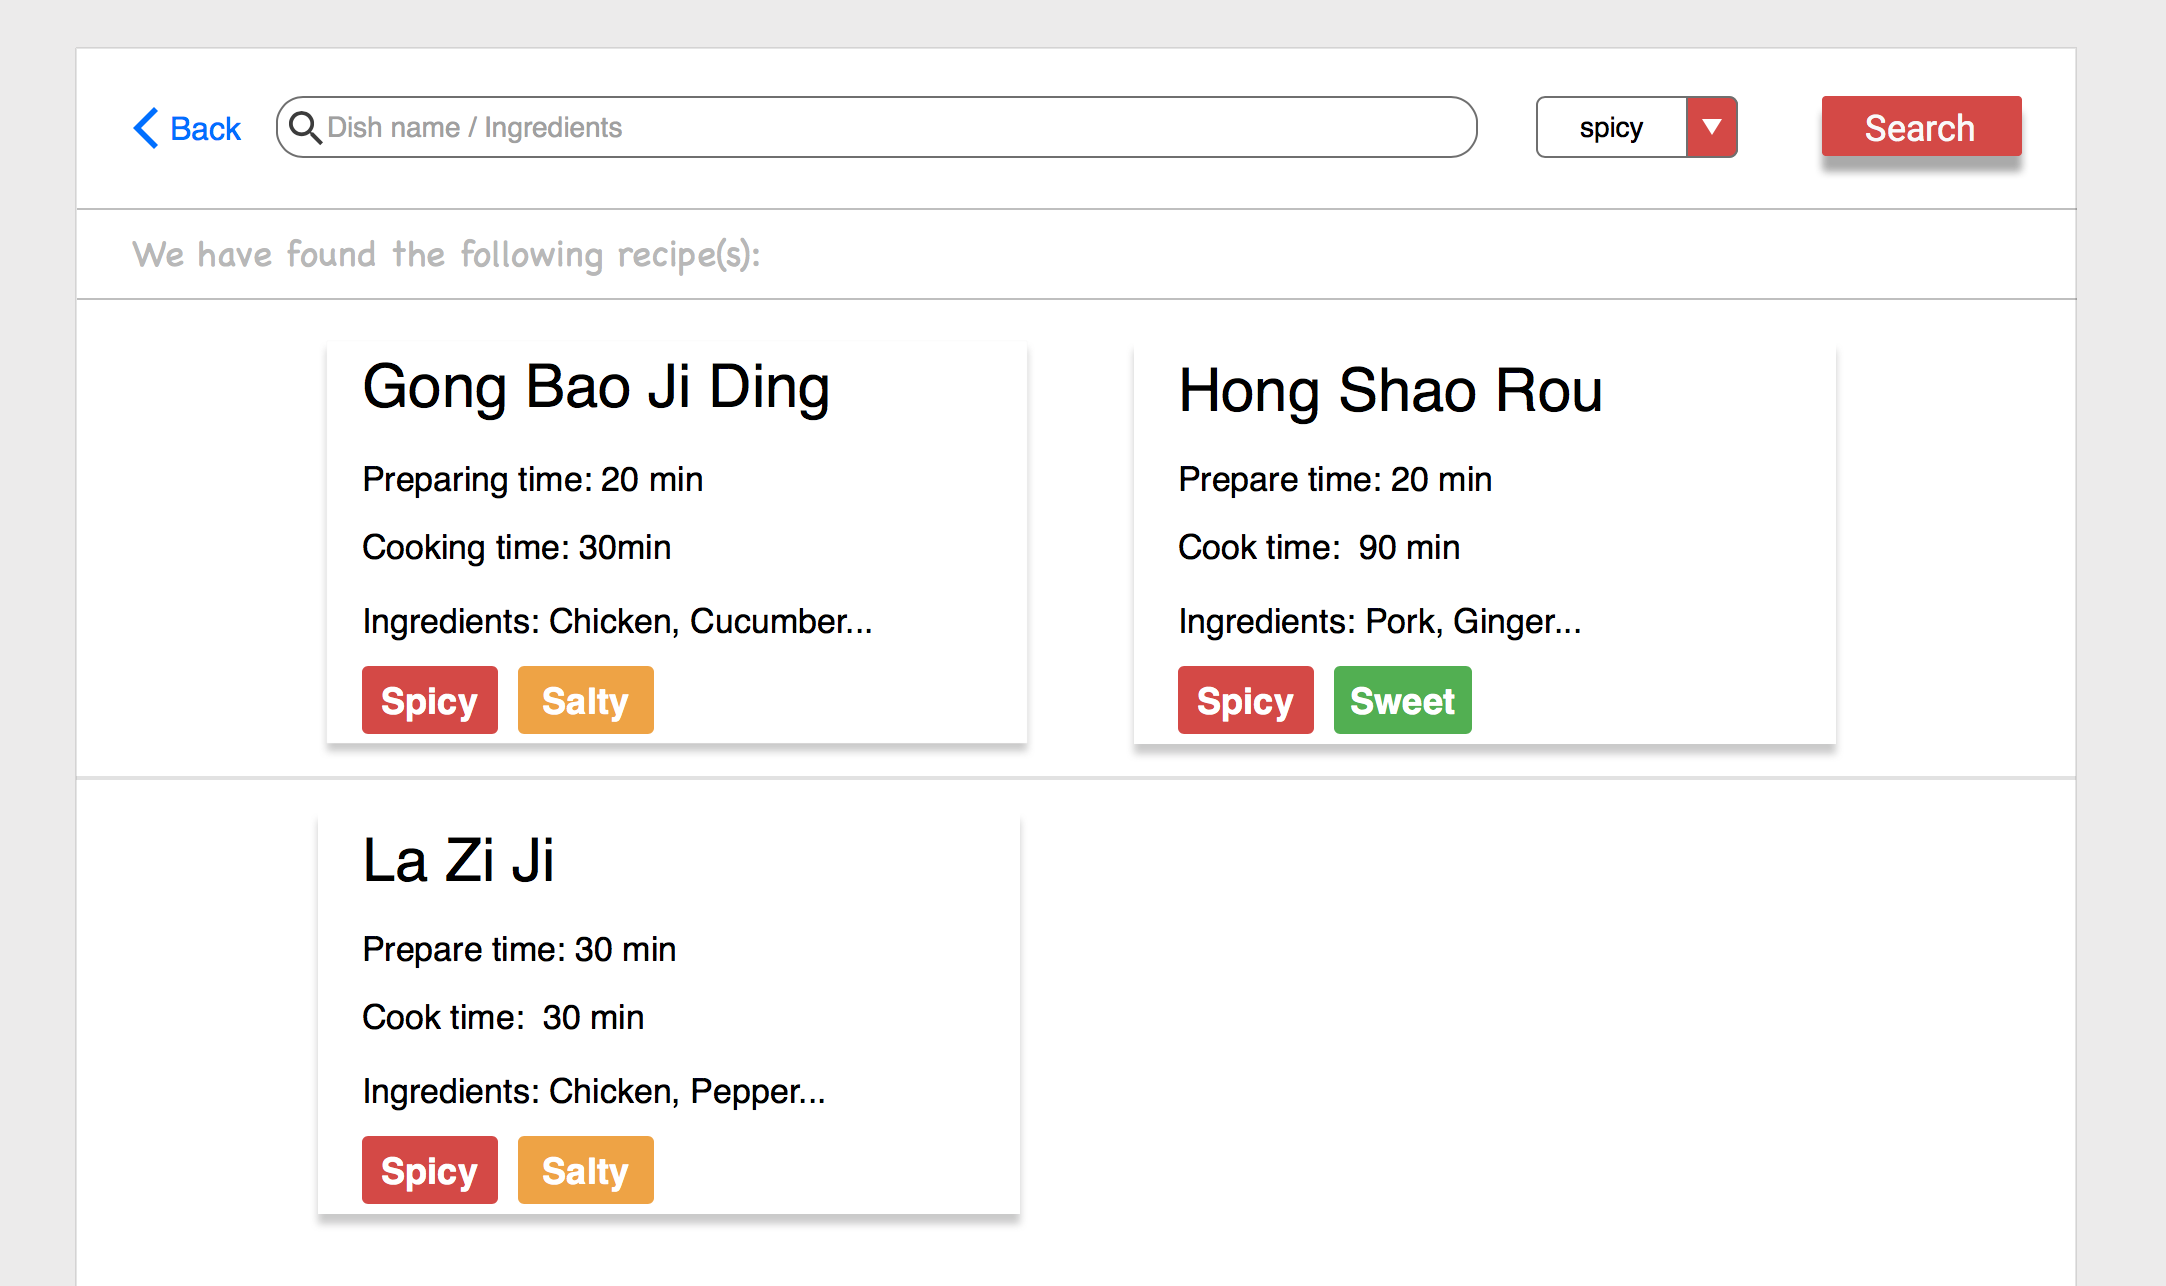 Back
Dish name / Ingredients
spicy
Search
We have found the following recipe(s):
Gong Bao Ji Ding
Preparing time: 20 min
Cooking time: 30min
Ingredients: Chicken, Cucumber...
Spicy
Salty
Hong Shao Rou
Prepare time: 20 min
Cook time:  90 min
Ingredients: Pork, Ginger...
Spicy
Sweet
La Zi Ji
Prepare time: 30 min
Cook time:  30 min
Ingredients: Chicken, Pepper...
Spicy
Salty